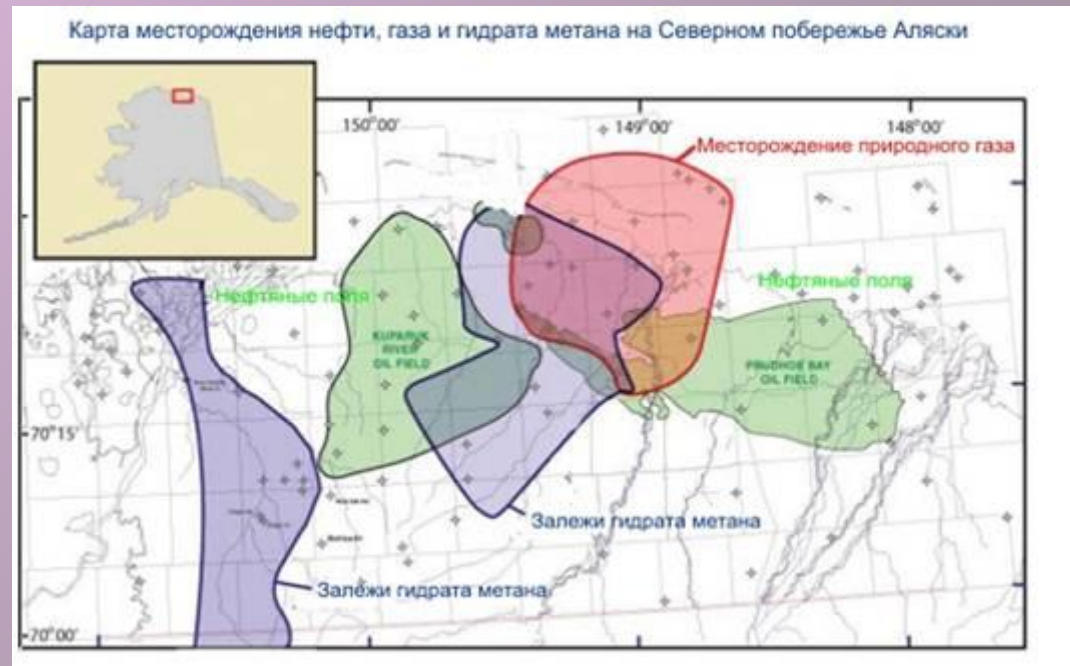 Карта месторождения нефти, газа и гидрата метана на Северном побережье Аляски
150°00'
149°00'
148°00'
Месторождение природного газа
Нефтяные поля
Нефтяные поля
KUPARUK
RIVER
OIL FIELD
PRUDHOE BAY
OIL FIELD
70°15'
Залежи гидрата метана
Залежи гидрата метана
70°00'